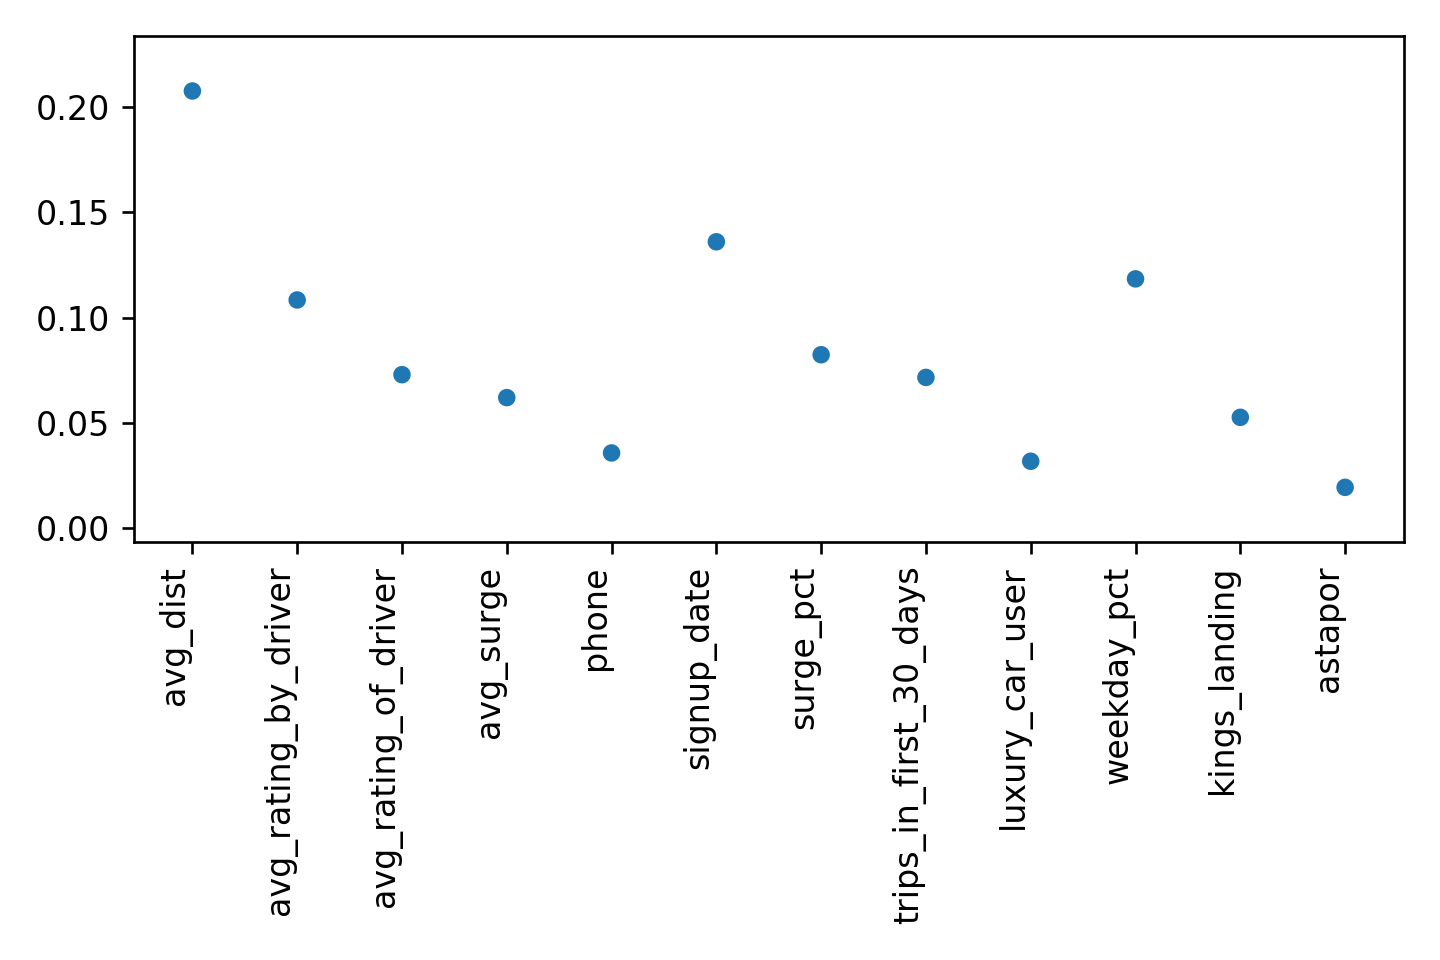 0.20
0.15
0.10
0.05
0.00
avg_dist
avg_rating_by_driver
avg_rating_of_driver
avg_surge
phone
signup_date
surge_pct
trips_in_first_30_days
luxury_car_user
weekday_pct
kings_landing
astapor